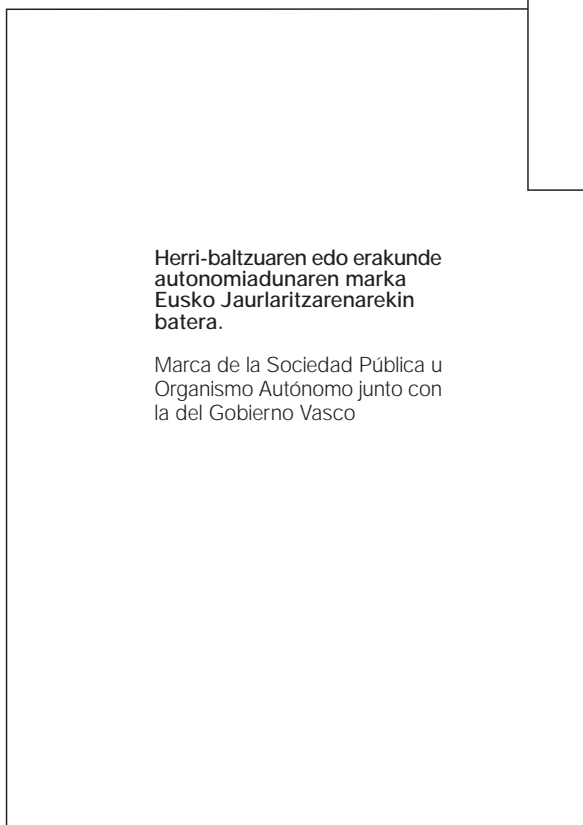 Herri-baltzuaren edo erakunde
autonomiadunaren marka
Eusko Jaurlaritzarenarekin
batera.
Marca de la Sociedad Pública u
Organismo Autónomo junto con
la del Gobierno Vasco